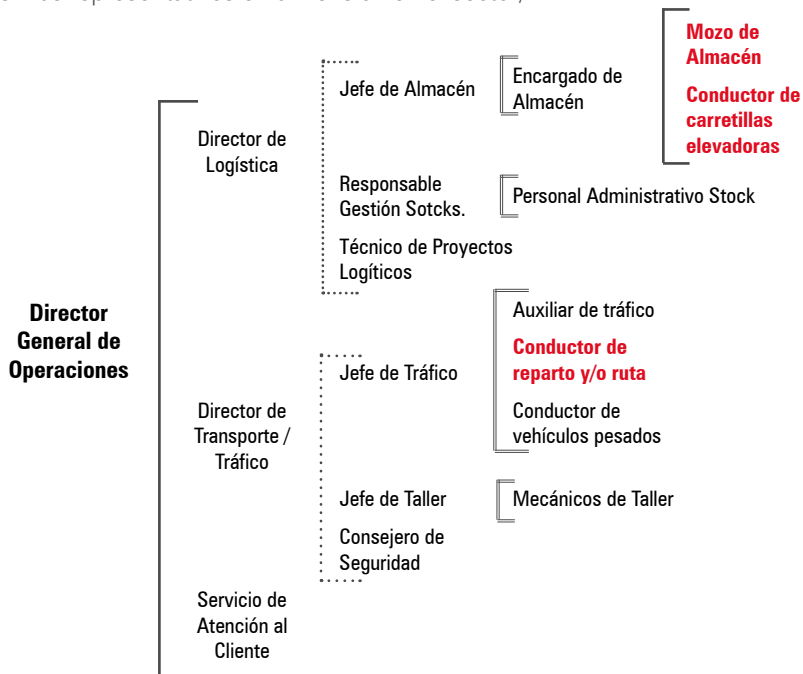 Mozo de
Almacén
Conductor de
carretillas
elevadoras
Jefe de Almacén
Encargado de
Almacén
Director de
Logística
Responsable
Gestión Sotcks.
Personal Administrativo Stock
Técnico de Proyectos
Logíticos
Director
General de
Operaciones
Auxiliar de tráfico
Conductor de
reparto y/o ruta
Jefe de Tráfico
Conductor de
vehículos pesados
Director de
Transporte /
Tráfico
Jefe de Taller
Mecánicos de Taller
Consejero de
Seguridad
Servicio de
Atención al
Cliente